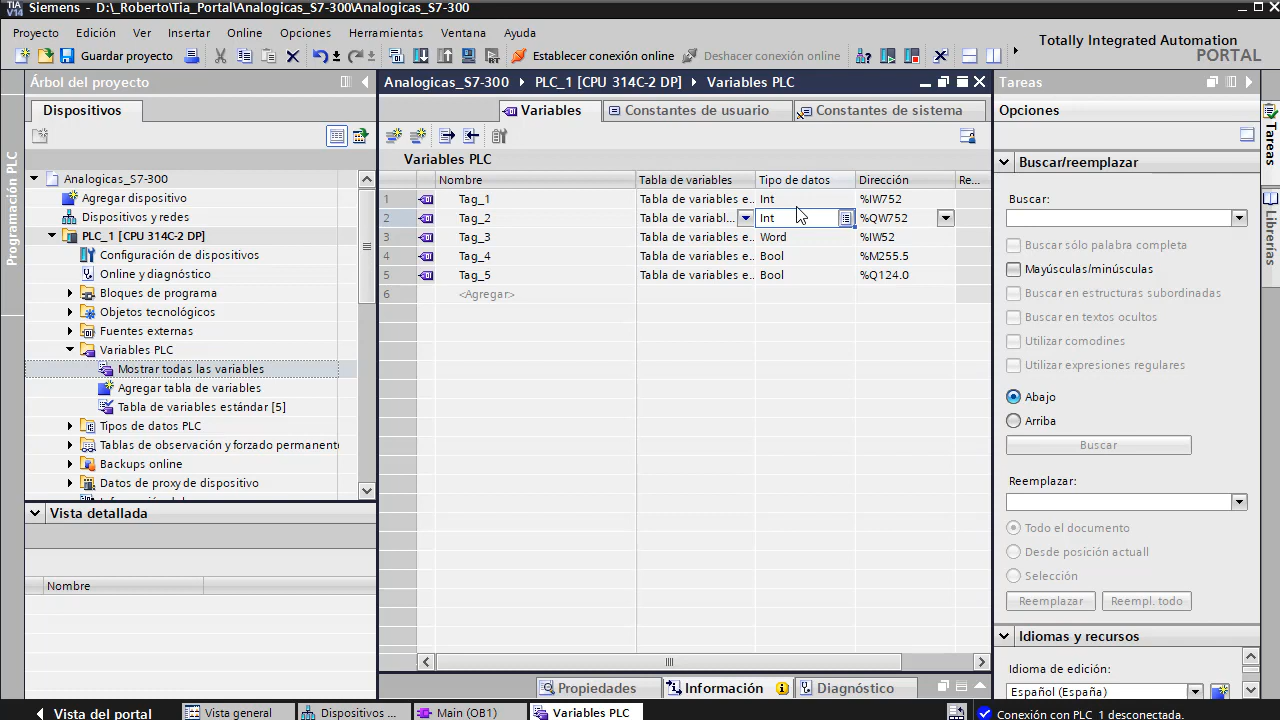 TIA
V14
Siemens - D:\_Roberto\Tia_Portal\Analogicas_S7-300\Analogicas_S7-300
Proyecto Edición Ver Insertar Online Opciones Herramientas Ventana Ayuda
Guardar proyecto
Establecer conexión online
Deshacer conexión online
Totally Integrated Automation
PORTAL
Programación PLC
Árbol del proyecto
Dispositivos
Analogicas_S7-300
Agregar dispositivo
Dispositivos y redes
PLC_1 [CPU 314C-2 DP]
Configuración de dispositivos
Online y diagnóstico
Bloques de programa
Objetos tecnológicos
Fuentes externas
Variables PLC
Mostrar todas las variables
Agregar tabla de variables
Tabla de variables estándar [5]
Tipos de datos PLC
Tablas de observación y forzado permanent
Backups online
Datos de proxy de dispositivo
Vista detallada
Nombre
Analogicas_S7-300 PLC_1 [CPU 314C-2 DP] Variables PLC
Variables Constantes de usuario Constantes de sistema
Variables PLC
Nombre Tabla de variables Tipo de datos Dirección Re...
1 Tag_1 Tabla de variables e.. Int %IW752
2 Tag_2 Tabla de variabl... Int %QW752
3 Tag_3 Tabla de variables e.. Word %IW52
4 Tag_4 Tabla de variables e.. Bool %M255.5
5 Tag_5 Tabla de variables e.. Bool %Q124.0
6 <Agregar>
Propiedades Información Diagnóstico
Tareas
Opciones
Buscar/reemplazar
Buscar:
Buscar sólo palabra completa
Mayúsculas/minúsculas
Buscar en estructuras subordinadas
Buscar en textos ocultos
Utilizar comodines
Utilizar expresiones regulares
Abajo
Arriba
Buscar
Reemplazar:
Todo el documento
Desde posición actuall
Selección
Reemplazar Reempl. todo
Idiomas y recursos
Idioma de edición:
Español (España)
Tareas
Librerías
Vista del portal Vista general Dispositivos ... Main (OB1) Variables PLC
Conexión con PLC_1 desconectada.